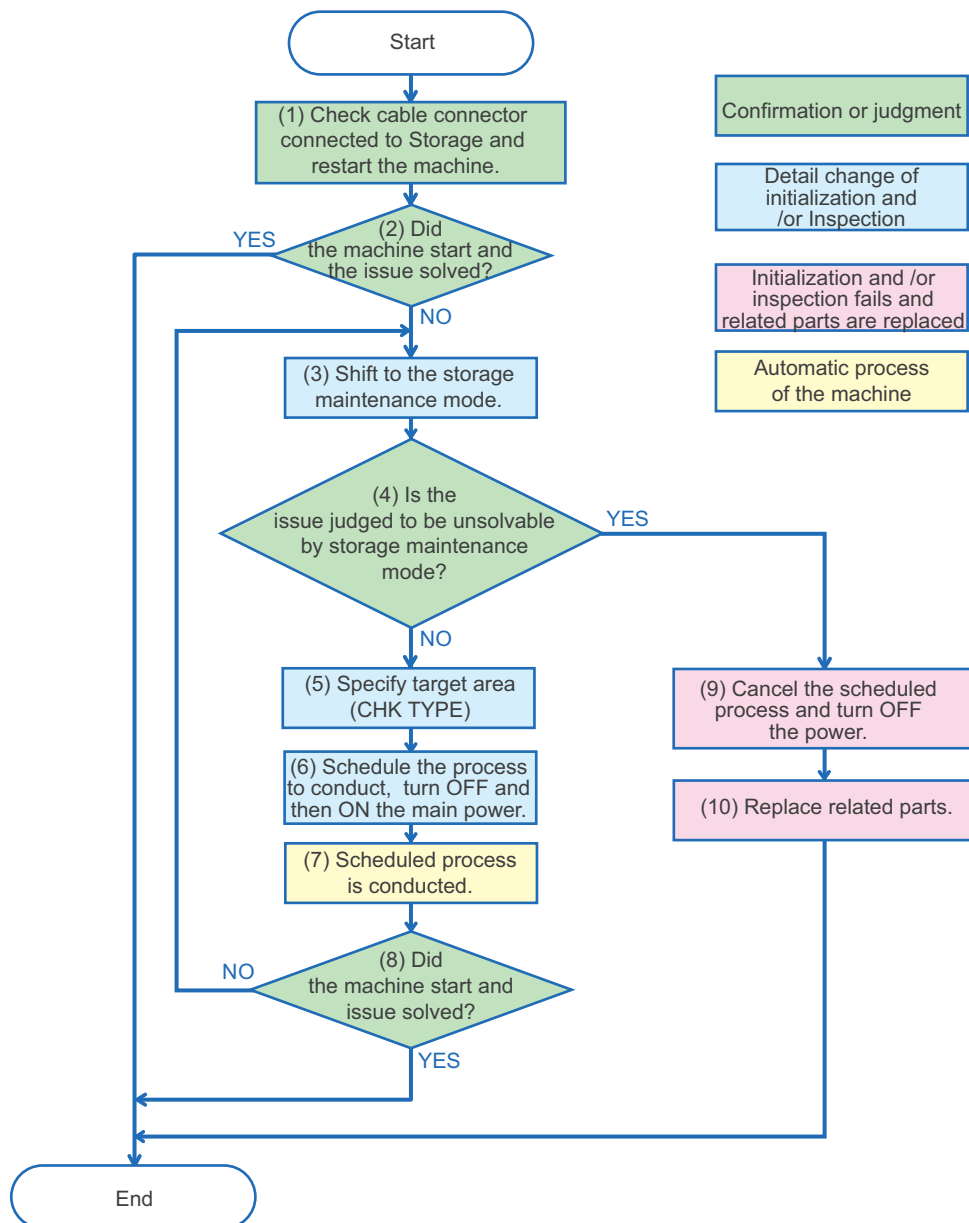 Start
(1) Check cable connector
connected to Storage and
restart the machine.
(2) Did
the machine start and
the issue solved?
YES
NO
(3) Shift to the storage
maintenance mode.
(4) Is the
issue judged to be unsolvable
by storage maintenance
mode?
YES
NO
(5) Specify target area
(CHK TYPE)
(6) Schedule the process
to conduct, turn OFF and
then ON the main power.
(7) Scheduled process
is conducted.
(8) Did
the machine start and
issue solved?
NO
YES
(9) Cancel the scheduled
process and turn OFF
the power.
(10) Replace related parts.
End
Confirmation or judgment
Detail change of
initialization and
/or Inspection
Initialization and /or
inspection fails and
related parts are replaced
Automatic process
of the machine